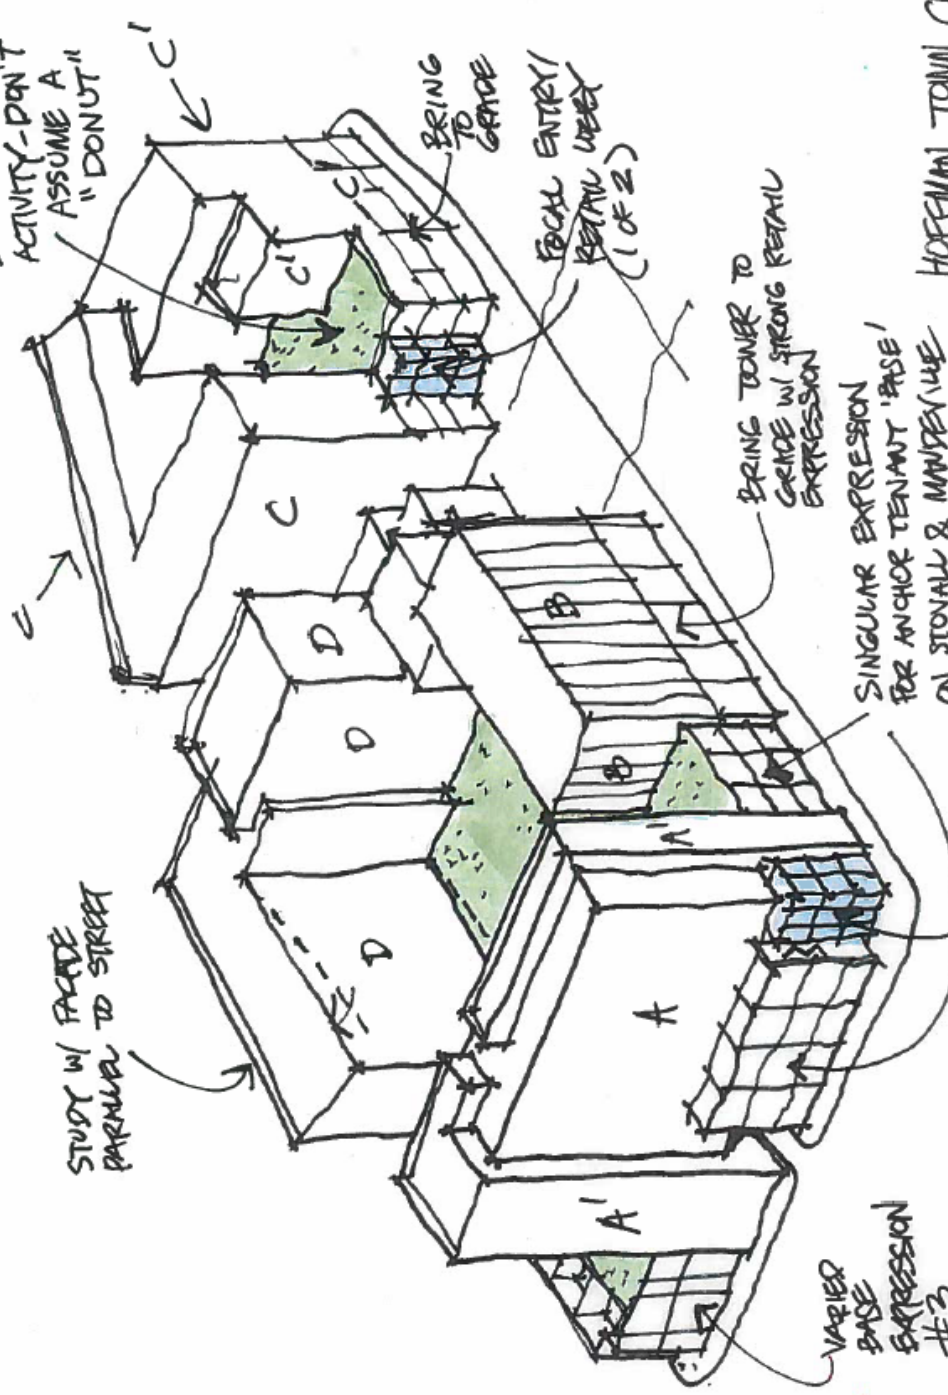 ACTIVITY-DON'T
ASSUME A
"DONUT"
C'
C
BRING
TO
GRADE
C'
C'
C
FOCAL ENTRY/
RETAIL
(1 OF 2)
D
D
D
B
B
BRING TOWER TO
GRADE W/ STRONG RETAIL
EXPRESSION
STUDY W/ FACADE
PARALLEL TO STREET
A'
A
A'
SINGULAR EXPRESSION
FOR ANCHOR TENANT 'BASE'
ON STOVALL & MANDEVILLE
HOFFMAN TOWN
VARIED
BASE
EXPRESSION
#3